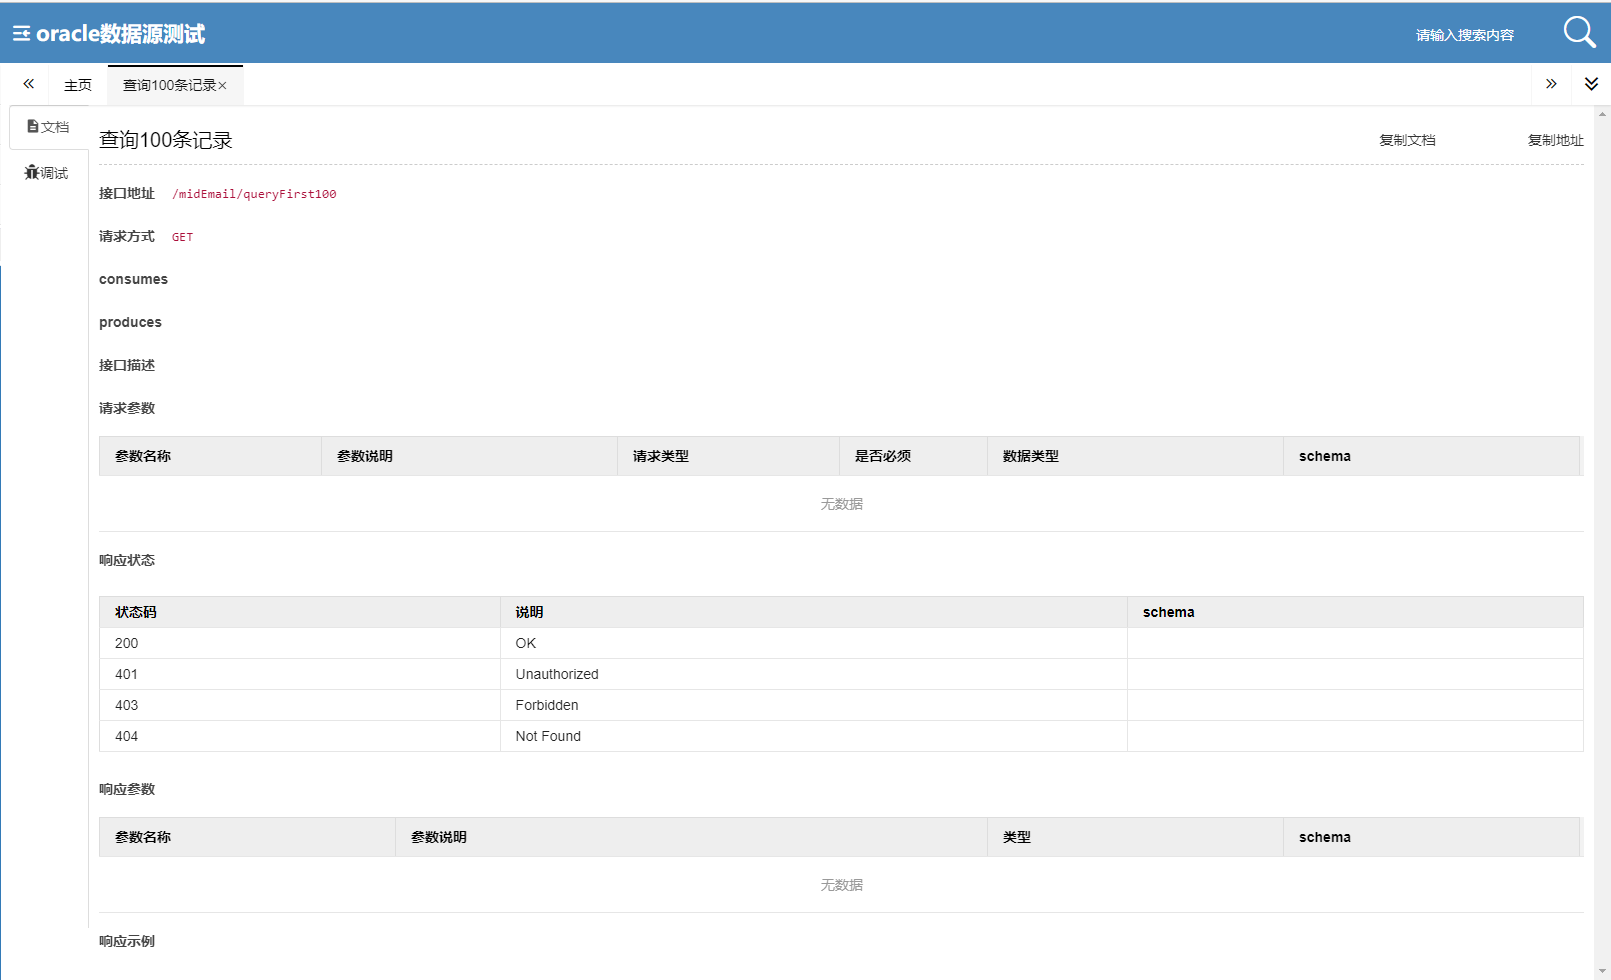 oracle数据源测试
请输入搜索内容
主页
查询100条记录×
文档
调试
查询100条记录
复制文档
复制地址
接口地址 /midEmail/queryFirst100
请求方式 GET
consumes
produces
接口描述
请求参数
参数名称 参数说明 请求类型 是否必须 数据类型 schema
无数据
响应状态
状态码 说明 schema
200 OK
401 Unauthorized
403 Forbidden
404 Not Found
响应参数
参数名称 参数说明 类型 schema
无数据
响应示例